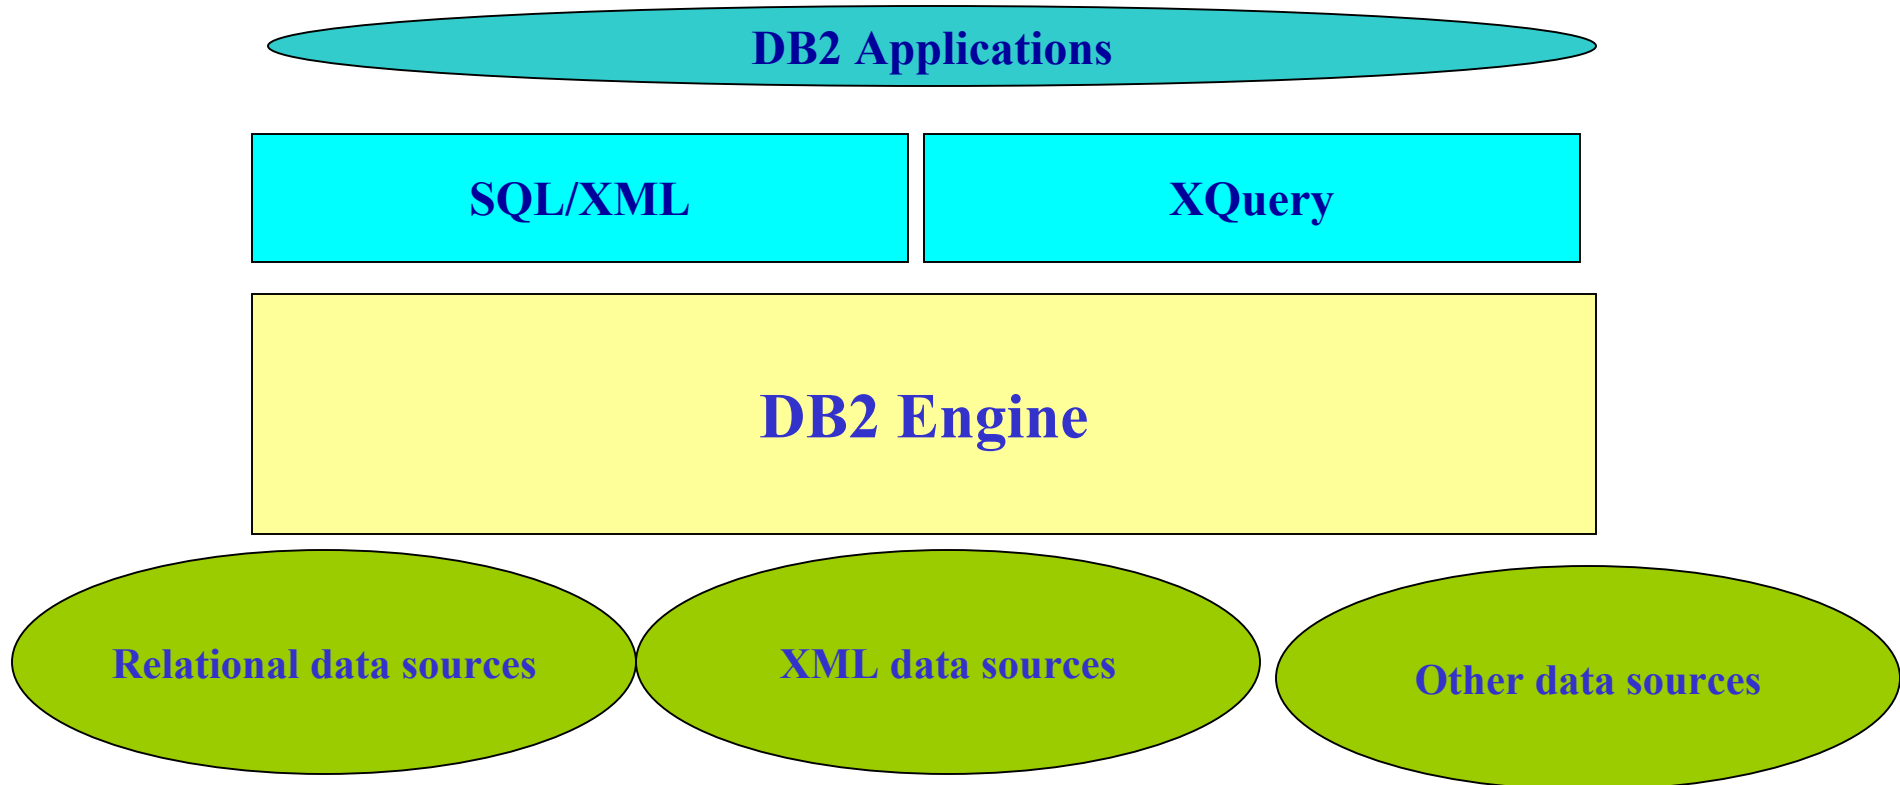 DB2 Applications
SQL/XML
XQuery
DB2 Engine
Relational data sources
XML data sources
Other data sources